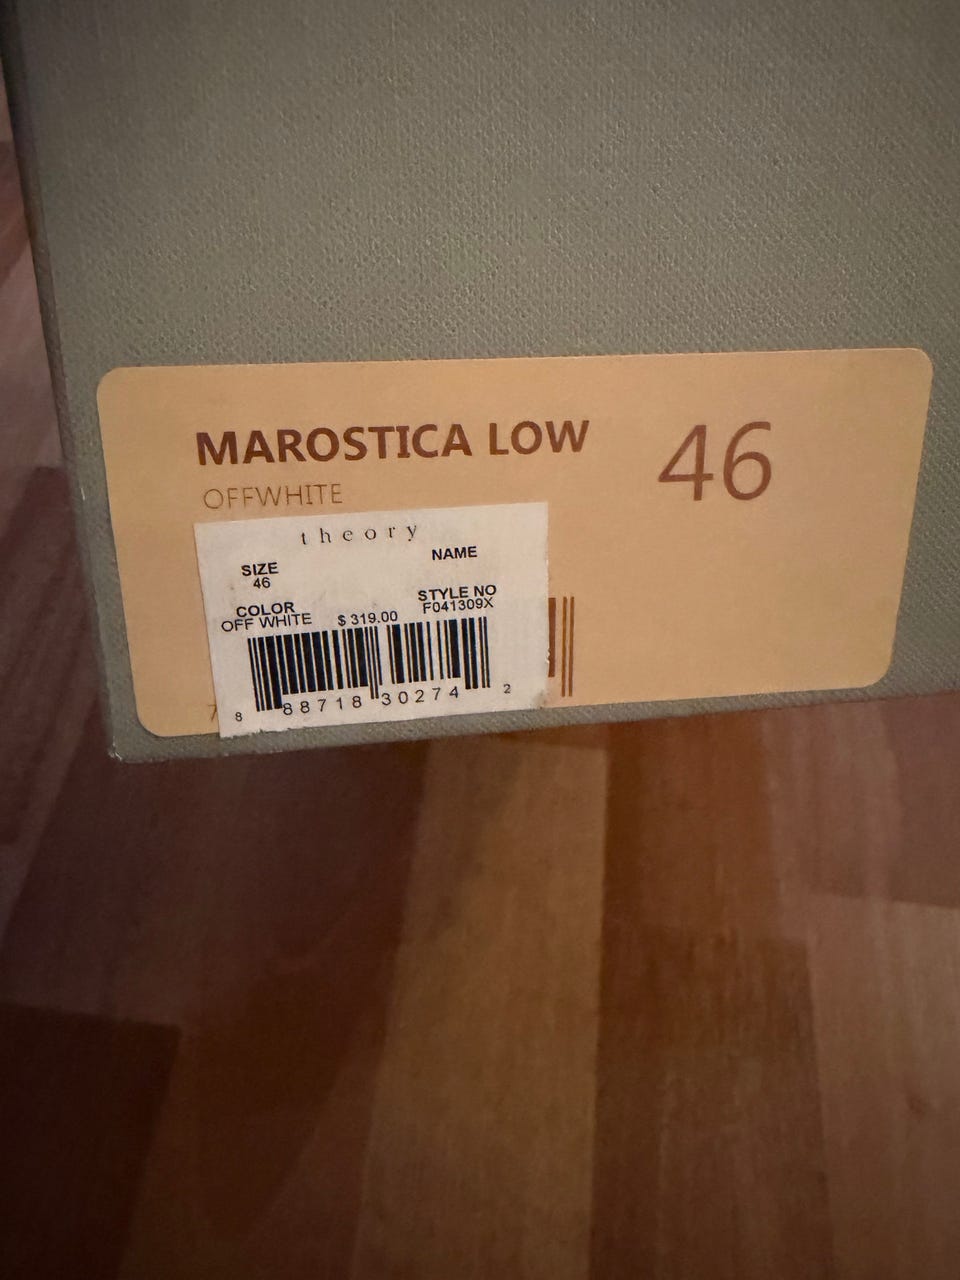 MAROSTICA LOW
46
OFFWHITE
theory
SIZE
46
NAME
COLOR
OFF WHITE
$ 319.00
STYLE NO
F041309X
7
8 88718 30274 2